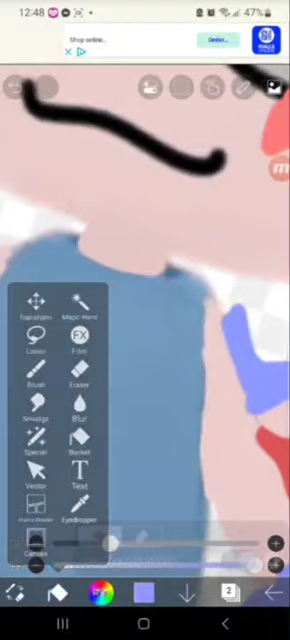 12:48
47%
Shop online...
Order...
Transform
Magic Wand
Lasso
FX
Filter
Brush
Eraser
Smudge
Blur
Special
Bucket
Vector
T
Text
Frame Divider
Eyedropper
Canvas
2